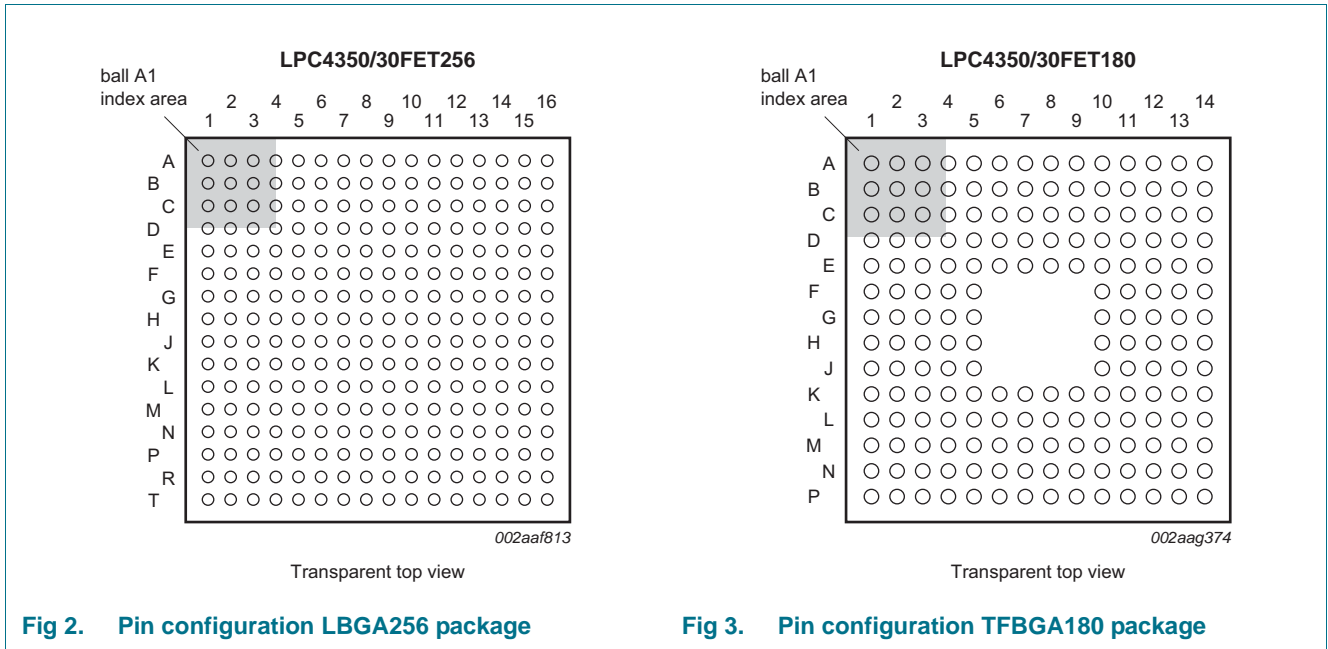 LPC4350/30FET256
ball A1
index area
2 4 6 8 10 12 14 16
1 3 5 7 9 11 13 15
A
B
C
D
E
F
G
H
J
K
L
M
N
P
R
T
002aaf813
Transparent top view
Fig 2. Pin configuration LBGA256 package
LPC4350/30FET180
ball A1
index area
2 4 6 8 10 12 14
1 3 5 7 9 11 13
A
B
C
D
E
F
G
H
J
K
L
M
N
P
002aag374
Transparent top view
Fig 3. Pin configuration TFBGA180 package